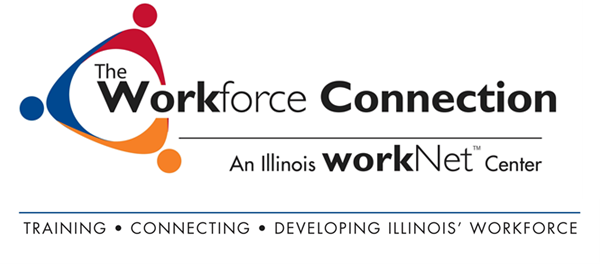 The
Workforce Connection
An Illinois workNet™ Center
TRAINING • CONNECTING • DEVELOPING ILLINOIS' WORKFORCE